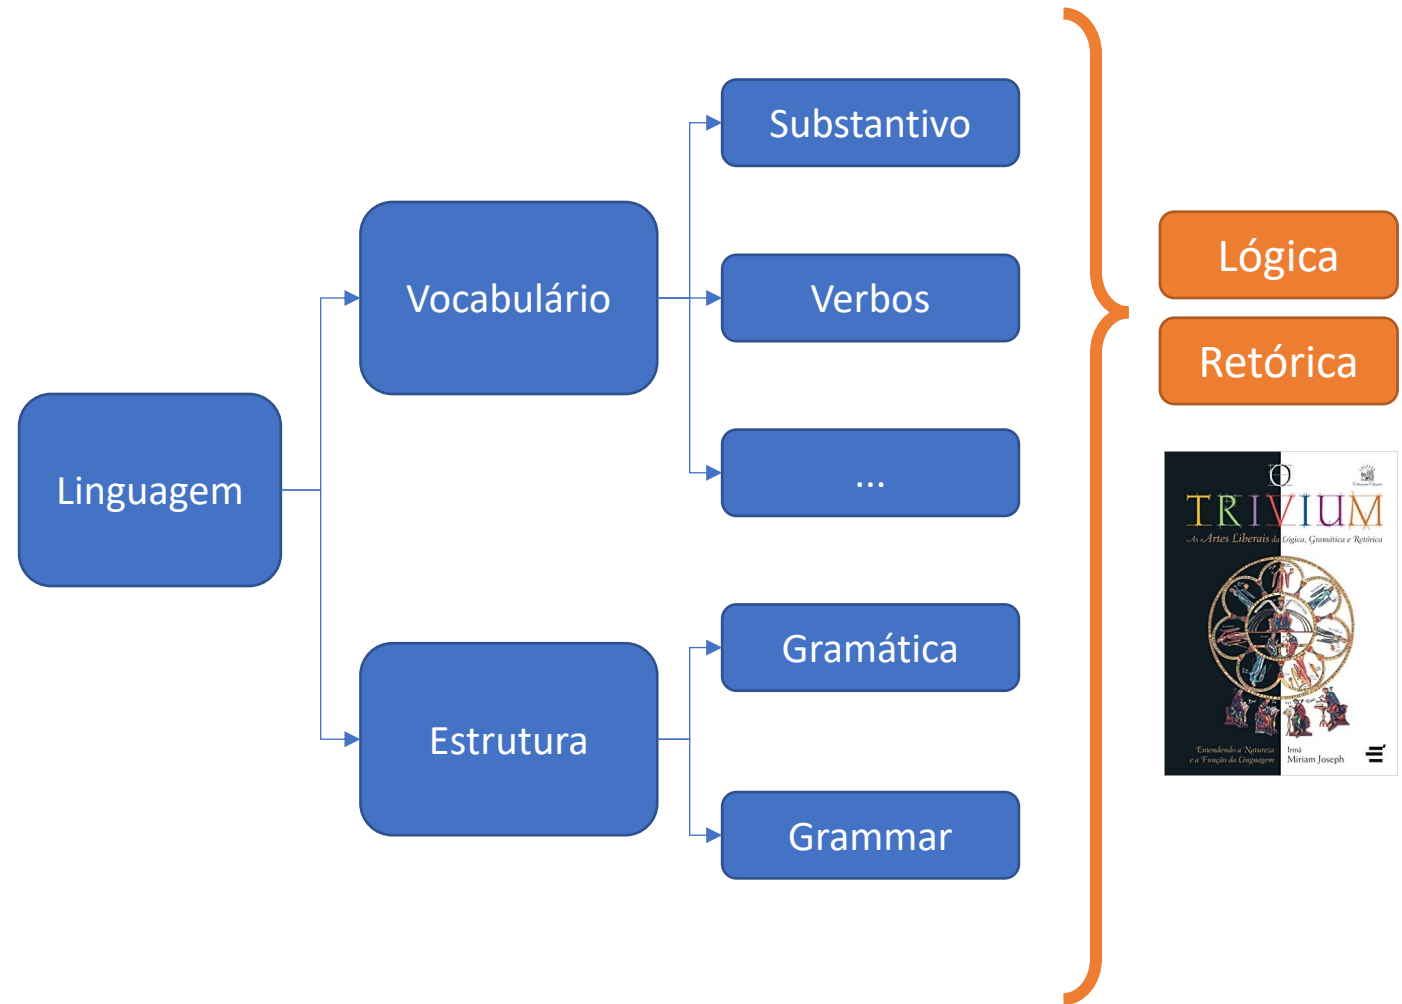 Substantivo
Vocabulário
Verbos
...
Linguagem
Estrutura
Gramática
Grammar
Lógica
Retórica
O
TRIVIUM
As Artes Liberais da Lógica, Gramática e Retórica
Entendendo a Natureza
e a Função da Linguagem
Irmã
Miriam Joseph